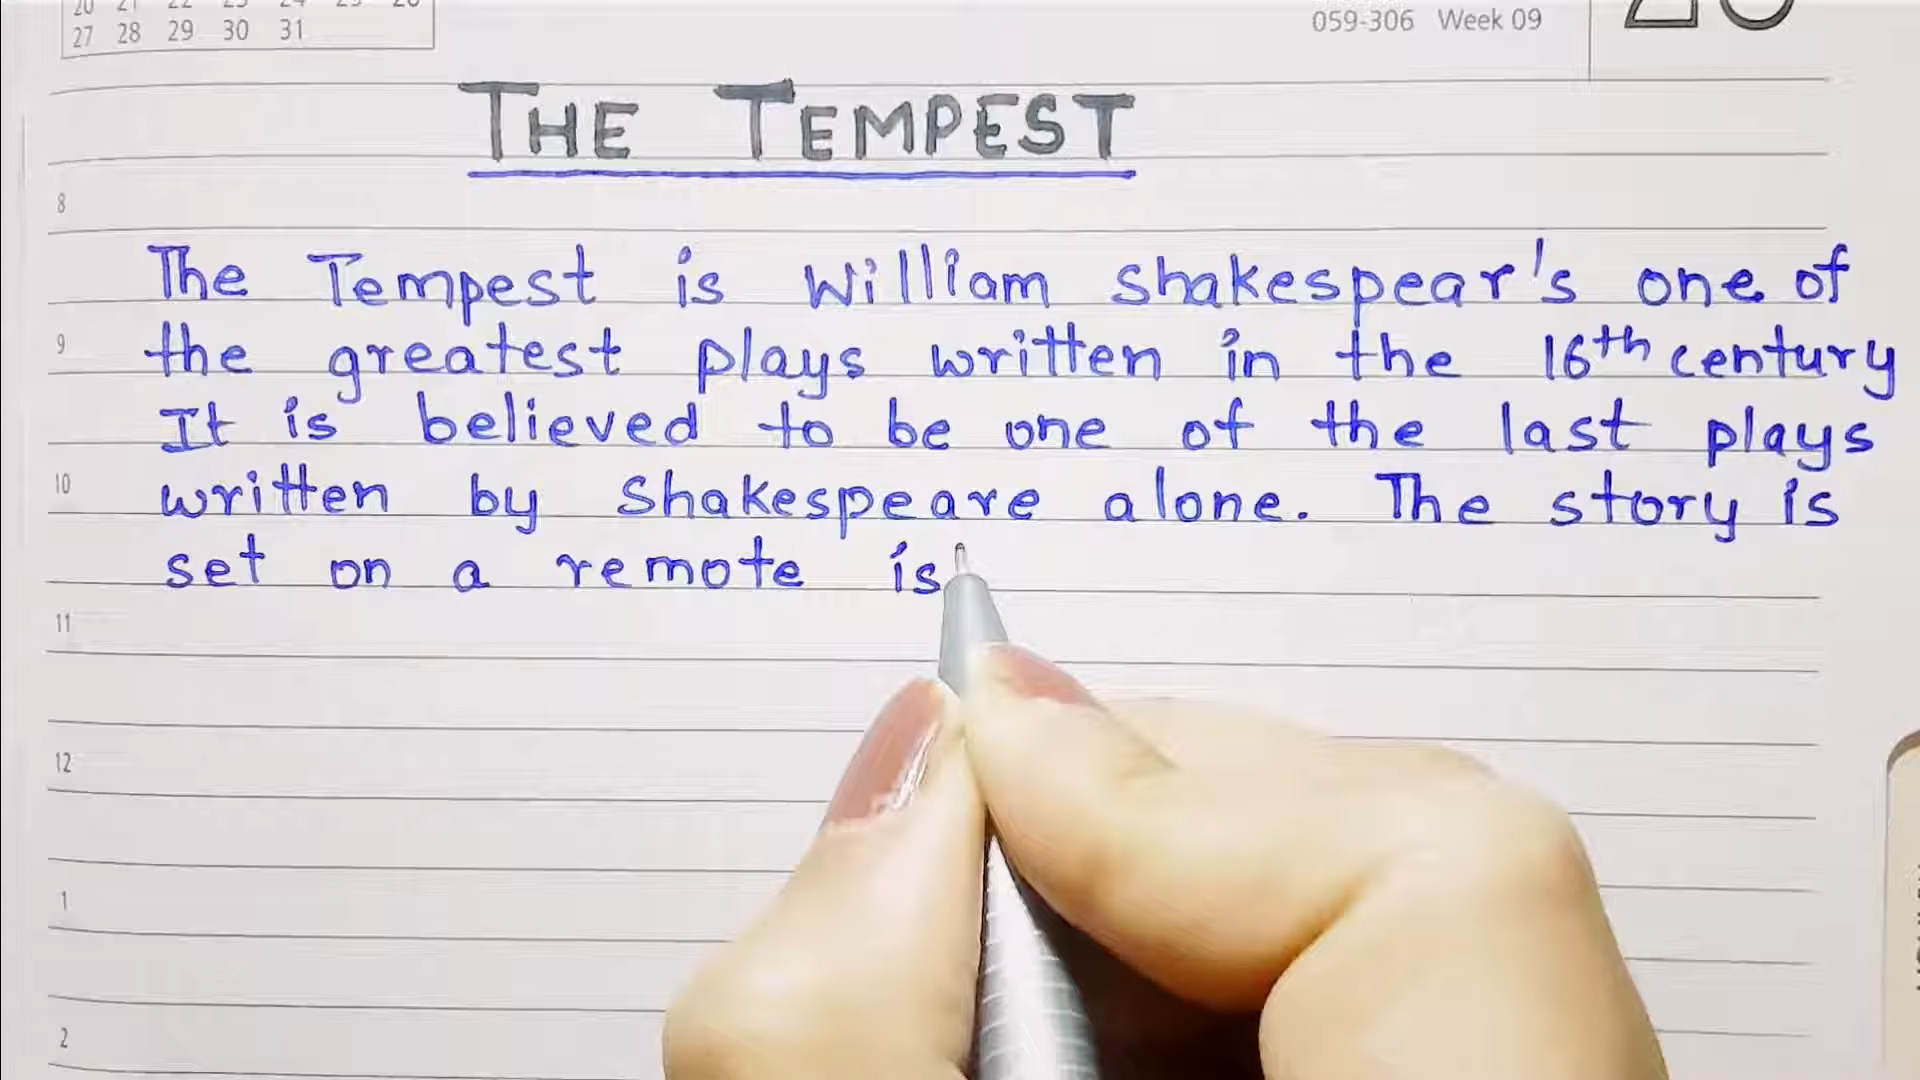 27 28 29 30 31
059-306 Week 09
THE TEMPEST
8
The Tempest is William Shakespear's one of
9
the greatest plays written in the 16th century
It is believed to be one of the last plays
10
written by Shakespeare alone. The story is
set on a remote is
11
12
1
2